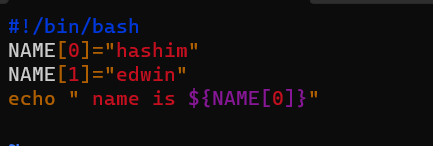 #!/bin/bash
NAME[0]="hashim"
NAME[1]="edwin"
echo " name is ${NAME[0]}"